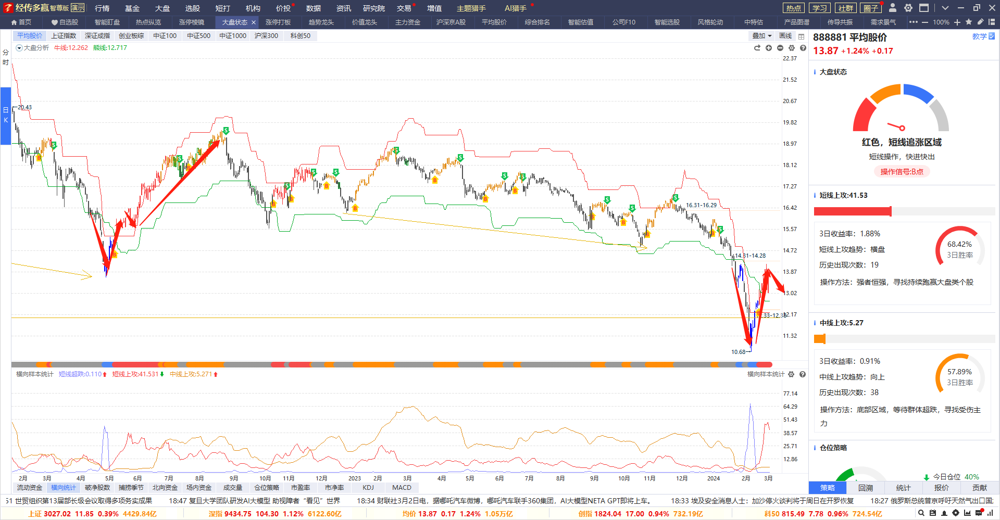 经传多赢 智尊版 演示 行情 基金 大盘 选股 短打 机构 价投 数据 资讯 研究院 交易 增值 主题猎手 AI猎手 热点 学习 社群 圈子
首页 自选股 智能盯盘 热点纵览 涨停棱镜 大盘状态 × 涨停打板 趋势龙头 价值龙头 主力资金 沪深京A股 平均股价 综合排名 智能估值 公司F10 智能选股 风格轮动 中特估 产品图谱 传导共振 需求景气 ••• 100%
分时
日K
平均股价 上证指数 深证成指 创业板综 中证100 中证500 中证1000 沪深300 科创50 叠加 画线
大盘分析 牛线:12.262 熊线:12.717
22.37
21.52
20.67
19.82
18.97
18.12
17.27
16.42
15.57
14.72
13.87
13.02
12.17
11.32
20.43
16.31-16.29
14.31-14.28
10.68
横向样本统计 短线超跌:0.110 短线上攻:41.531 中线上攻:5.271 横向样本统计
77.14
64.29
51.43
38.57
25.71
12.86
2月 3月 4月 5月 6月 7月 8月 9月 10月 11月 12月 2023 2月 3月 4月 5月 6月 7月 8月 9月 10月 11月 12月 2024 2月 3月
流动资金 横向统计 破净股数 捕捞季节 北向资金 场内资金 成交量 仓位策略 市盈率 市净率 KDJ MACD
888881 平均股价 教学
13.87 +1.24% +0.17
大盘状态
红色，短线追涨区域
短线操作，快进快出
操作信号:B点
短线上攻:41.53
3日收益率：1.88%
短线上攻趋势：横盘
历史出现次数：19
68.42%
3日胜率
操作方法：强者恒强，寻找持续跑赢大盘类个股
中线上攻:5.27
3日收益率：0.91%
中线上攻趋势：向上
历史出现次数：38
57.89%
3日胜率
操作方法：底部区域，等待群体超跌，寻找受伤主
力
仓位策略
今日仓位 40%
策略 回溯 统计 报价 贡献
51 世贸组织第13届部长级会议取得多项务实成果 18:47 复旦大学团队研发AI大模型 助视障者“看见”世界 18:34 财联社3月2日电，据哪吒汽车微博，哪吒汽车联手360集团，AI大模型NETA GPT即将上车。 18:33 埃及安全消息人士：加沙停火谈判将于周日在开罗恢复 18:27 俄罗斯总统普京呼吁天然气出口国
上证 3027.02 11.85 0.39% 4429.84亿 深指 9434.75 104.30 1.12% 6122.60亿 均价 13.87 0.17 1.24% 1.05万亿 创指 1824.04 17.00 0.94% 732.19亿 科50 815.49 7.78 0.96% 724.54亿